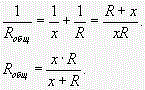 1/R_общ = 1/x + 1/R = (R + x)/(xR).
R_общ = (x · R)/(x + R).